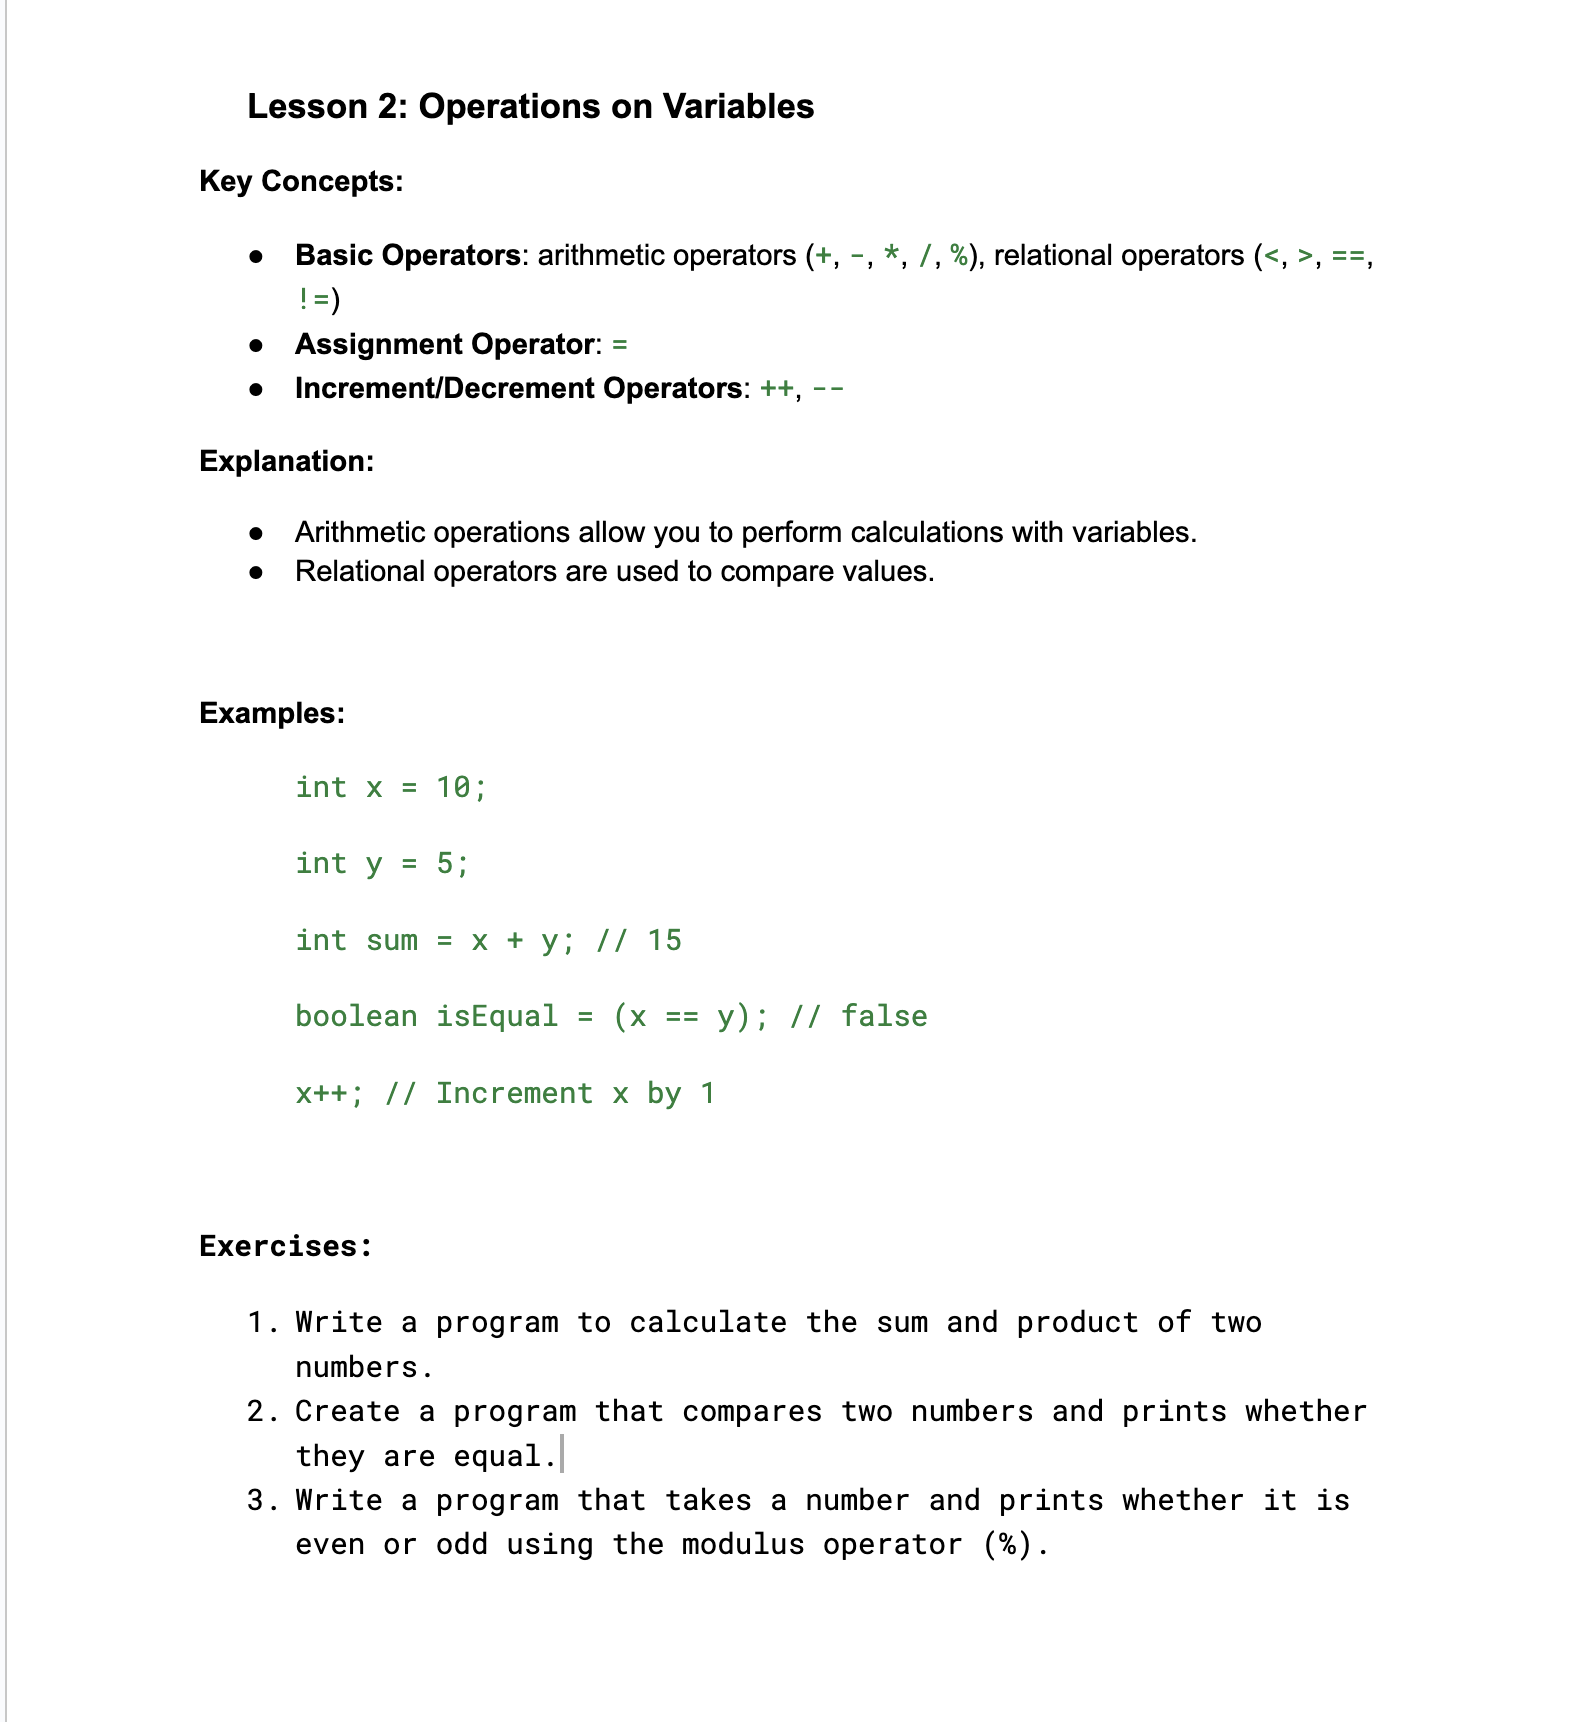 Lesson 2: Operations on Variables
Key Concepts:
● Basic Operators: arithmetic operators (+, -, *, /, %), relational operators (<, >, ==,
!=)
● Assignment Operator: =
● Increment/Decrement Operators: ++, --
Explanation:
● Arithmetic operations allow you to perform calculations with variables.
● Relational operators are used to compare values.
Examples:
int x = 10;
int y = 5;
int sum = x + y; // 15
boolean isEqual = (x == y); // false
x++; // Increment x by 1
Exercises:
1. Write a program to calculate the sum and product of two
numbers.
2. Create a program that compares two numbers and prints whether
they are equal.
3. Write a program that takes a number and prints whether it is
even or odd using the modulus operator (%).